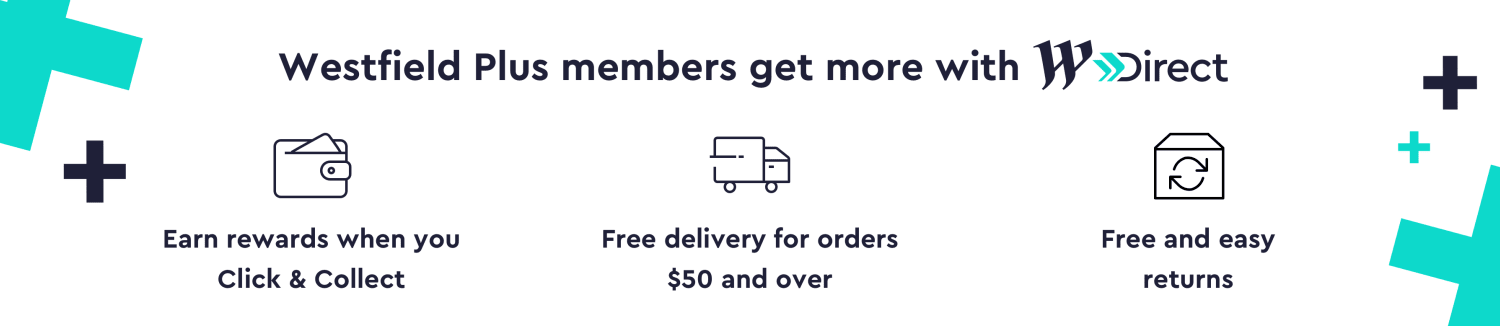 Westfield Plus members get more with W Direct
Earn rewards when you
Click & Collect
Free delivery for orders
$50 and over
Free and easy
returns